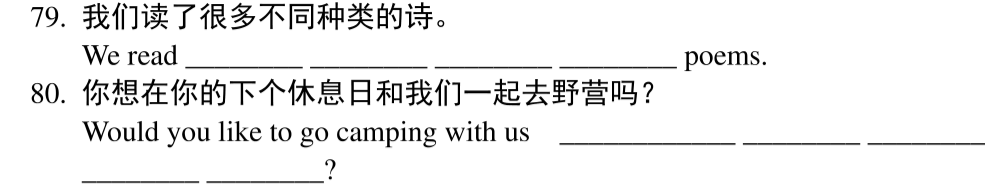 79. 我们读了很多不同种类的诗。
We read ________ ________ ________ ________ poems.
80. 你想在你的下个休息日和我们一起去野营吗？
Would you like to go camping with us ____________ ________ ________
________ ________?